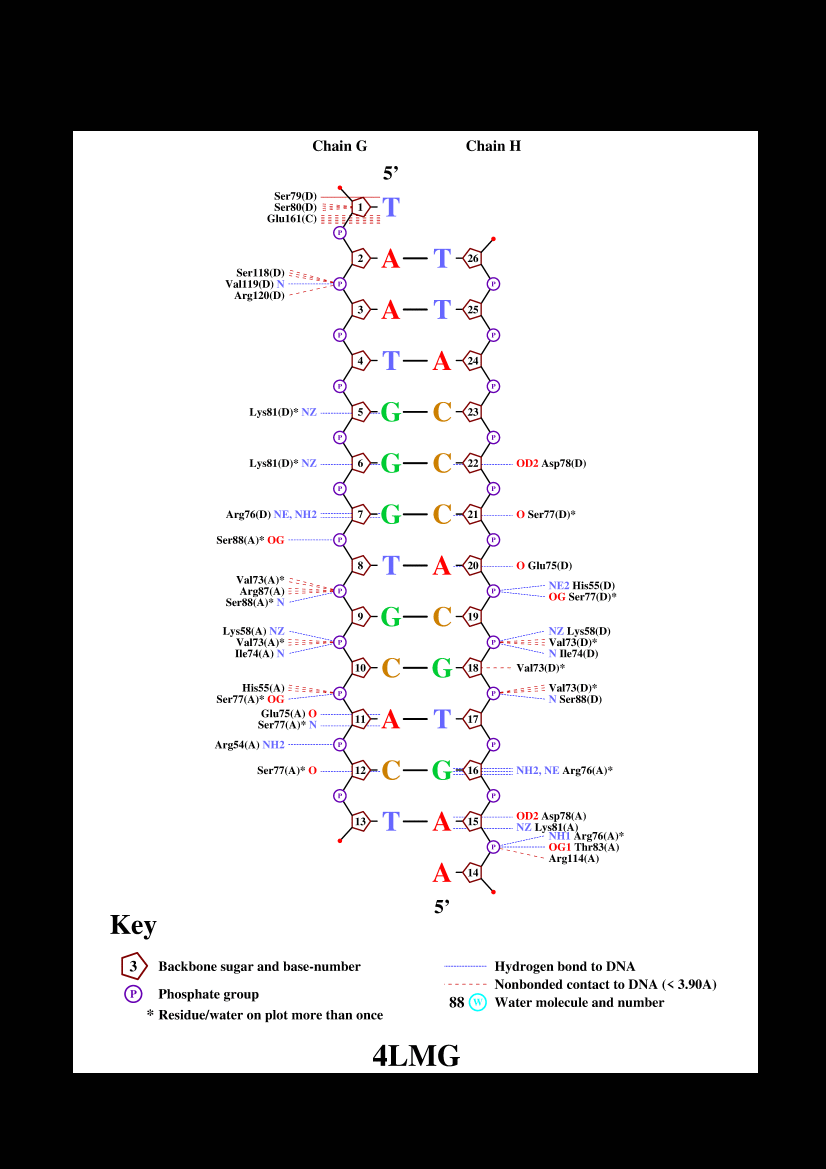 Chain G Chain H
5’
Ser79(D)
Ser80(D) 1 T
Glu161(C)
P
2 A T 26
Ser118(D)
Val119(D) N P P
Arg120(D)
3 A T 25
P P
4 T A 24
P P
Lys81(D)* NZ 5 G C 23
P P
Lys81(D)* NZ 6 G C 22 OD2 Asp78(D)
P P
Arg76(D) NE, NH2 7 G C 21 O Ser77(D)*
Ser88(A)* OG P P
8 T A 20 O Glu75(D)
Val73(A)*
Arg87(A) P P NE2 His55(D)
Ser88(A)* N OG Ser77(D)*
9 G C 19
Lys58(A) NZ NZ Lys58(D)
Val73(A)* P P Val73(D)*
Ile74(A) N N Ile74(D)
10 C G 18 Val73(D)*
His55(A) P P Val73(D)*
Ser77(A)* OG N Ser88(D)
Glu75(A) O 11 A T 17
Ser77(A)* N
Arg54(A) NH2 P P
Ser77(A)* O 12 C G 16 NH2, NE Arg76(A)*
P P
13 T A 15 OD2 Asp78(A)
NZ Lys81(A)
NH1 Arg76(A)*
P OG1 Thr83(A)
Arg114(A)
A 14
5’
Key
3 Backbone sugar and base-number
P Phosphate group
* Residue/water on plot more than once
Hydrogen bond to DNA
Nonbonded contact to DNA (< 3.90A)
88 W Water molecule and number
4LMG